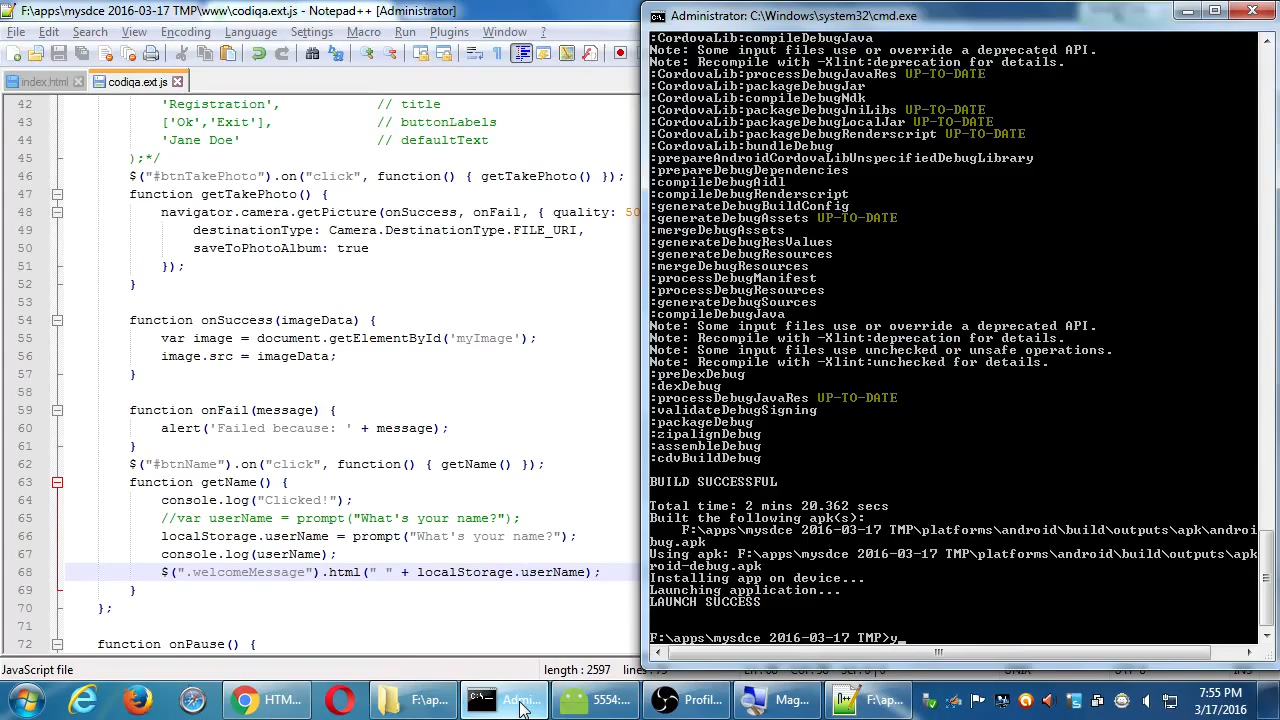 F:\apps\mysdce 2016-03-17 TMP\www\codiqa.ext.js - Notepad++ [Administrator]
File Edit Search View Encoding Language Settings Macro Run Plugins Window ?
index.html codiqa.ext.js
42 'Registration', // title
43 ['Ok','Exit'], // buttonLabels
44 'Jane Doe' // defaultText
45 );*/
46 $("#btnTakePhoto").on("click", function() { getTakePhoto() });
47 function getTakePhoto() {
48 navigator.camera.getPicture(onSuccess, onFail, { quality: 50
49 destinationType: Camera.DestinationType.FILE_URI,
50 saveToPhotoAlbum: true
51 });
52 }
53
54 function onSuccess(imageData) {
55 var image = document.getElementById('myImage');
56 image.src = imageData;
57 }
58
59 function onFail(message) {
60 alert('Failed because: ' + message);
61 }
62 $("#btnName").on("click", function() { getName() });
63 function getName() {
64 console.log("Clicked!");
65 //var userName = prompt("What's your name?");
66 localStorage.userName = prompt("What's your name?");
67 console.log(userName);
68 $(".welcomeMessage").html(" " + localStorage.userName);
69 }
70 };
71
72 function onPause() {
JavaScript file length : 2597 lines
Administrator: C:\Windows\system32\cmd.exe
:CordovaLib:compileDebugJava
Note: Some input files use or override a deprecated API.
Note: Recompile with -Xlint:deprecation for details.
:CordovaLib:processDebugJavaRes UP-TO-DATE
:CordovaLib:packageDebugJar
:CordovaLib:compileDebugNdk
:CordovaLib:packageDebugJniLibs UP-TO-DATE
:CordovaLib:packageDebugLocalJar UP-TO-DATE
:CordovaLib:packageDebugRenderscript UP-TO-DATE
:CordovaLib:bundleDebug
:prepareAndroidCordovaLibUnspecifiedDebugLibrary
:prepareDebugDependencies
:compileDebugAidl
:compileDebugRenderscript
:generateDebugBuildConfig
:generateDebugAssets UP-TO-DATE
:mergeDebugAssets
:generateDebugResValues
:generateDebugResources
:mergeDebugResources
:processDebugManifest
:processDebugResources
:generateDebugSources
:compileDebugJava
Note: Some input files use or override a deprecated API.
Note: Recompile with -Xlint:deprecation for details.
Note: Some input files use unchecked or unsafe operations.
Note: Recompile with -Xlint:unchecked for details.
:preDexDebug
:dexDebug
:processDebugJavaRes UP-TO-DATE
:validateDebugSigning
:packageDebug
:zipalignDebug
:assembleDebug
:cdvBuildDebug
BUILD SUCCESSFUL
Total time: 2 mins 20.362 secs
Built the following apk(s):
F:\apps\mysdce 2016-03-17 TMP\platforms\android\build\outputs\apk\androi
bug.apk
Using apk: F:\apps\mysdce 2016-03-17 TMP\platforms\android\build\outputs\apk
roid-debug.apk
Installing app on device...
Launching application...
LAUNCH SUCCESS
F:\apps\mysdce 2016-03-17 TMP>y_
HTM... F:\ap... Admi... 5554:... Profil... Mag... F:\ap...
7:55 PM
3/17/2016